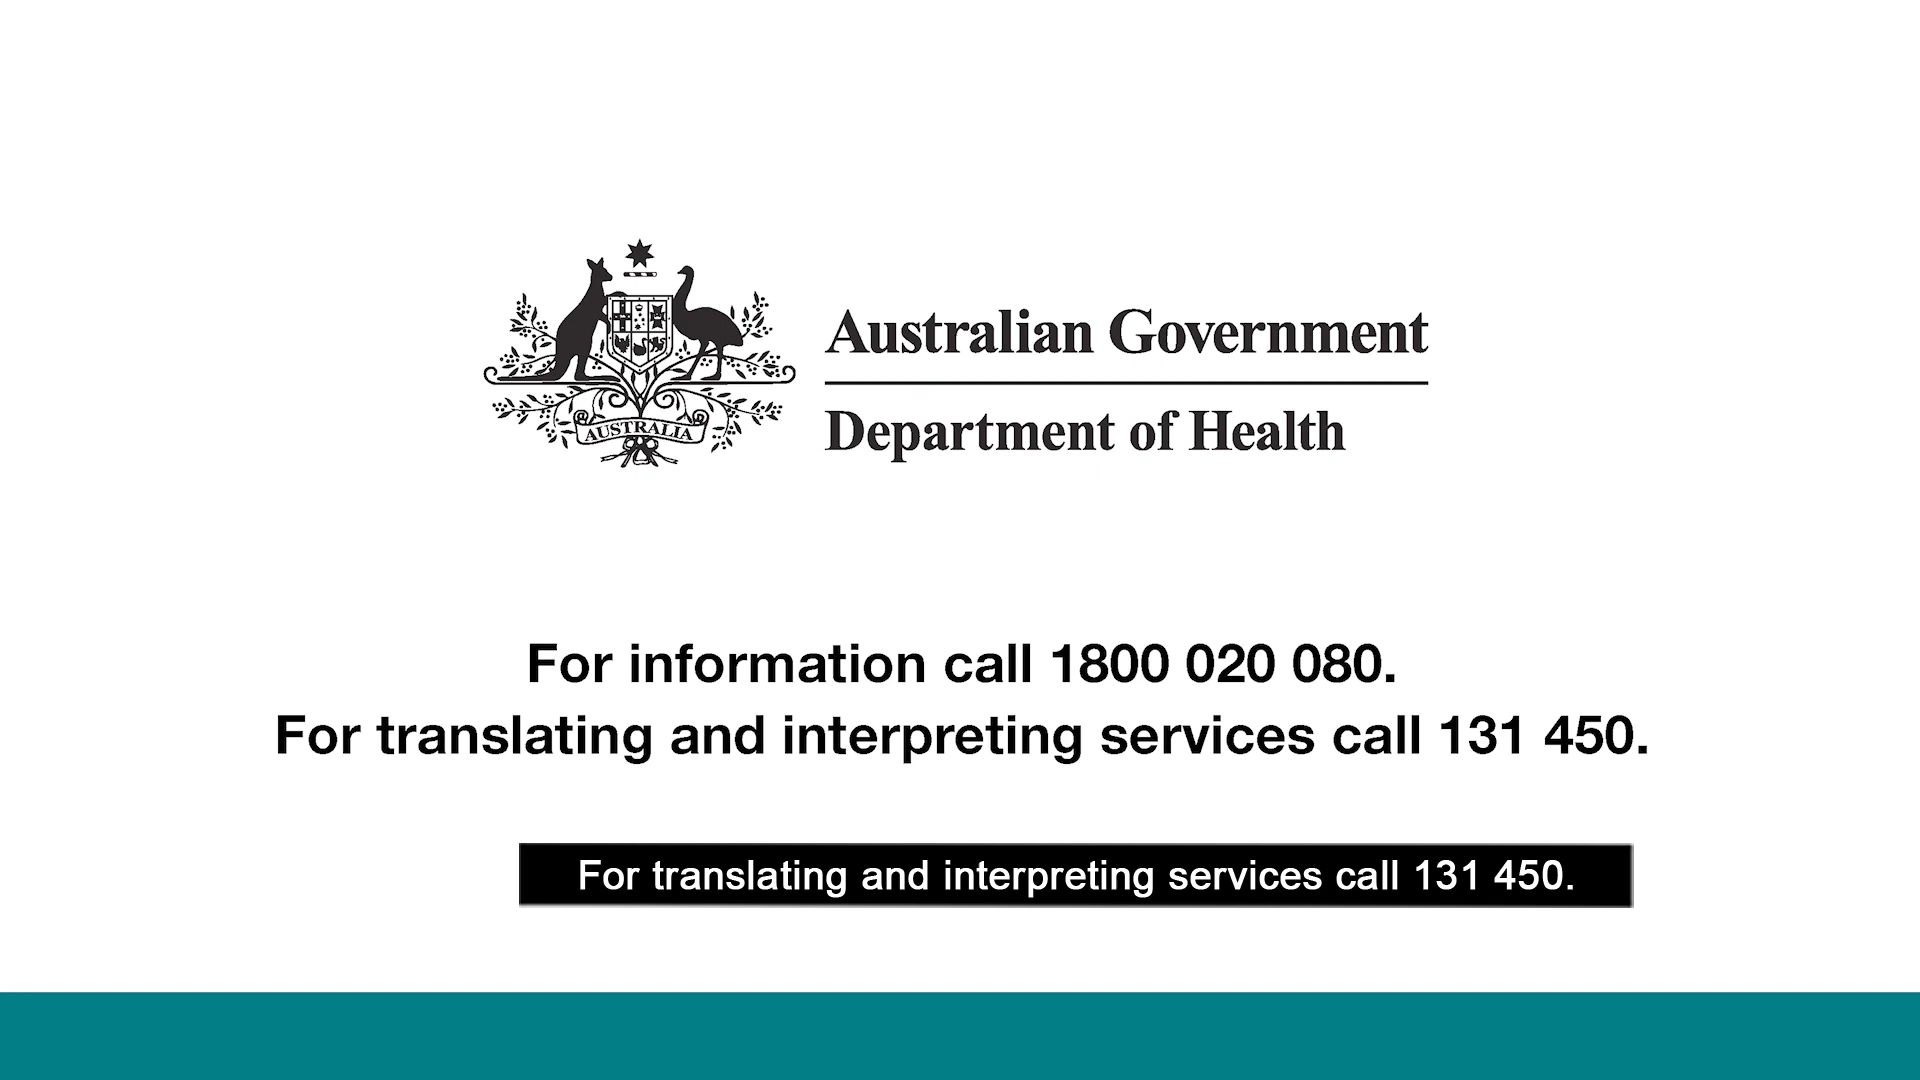 AUSTRALIA
Australian Government
Department of Health
For information call 1800 020 080.
For translating and interpreting services call 131 450.
For translating and interpreting services call 131 450.